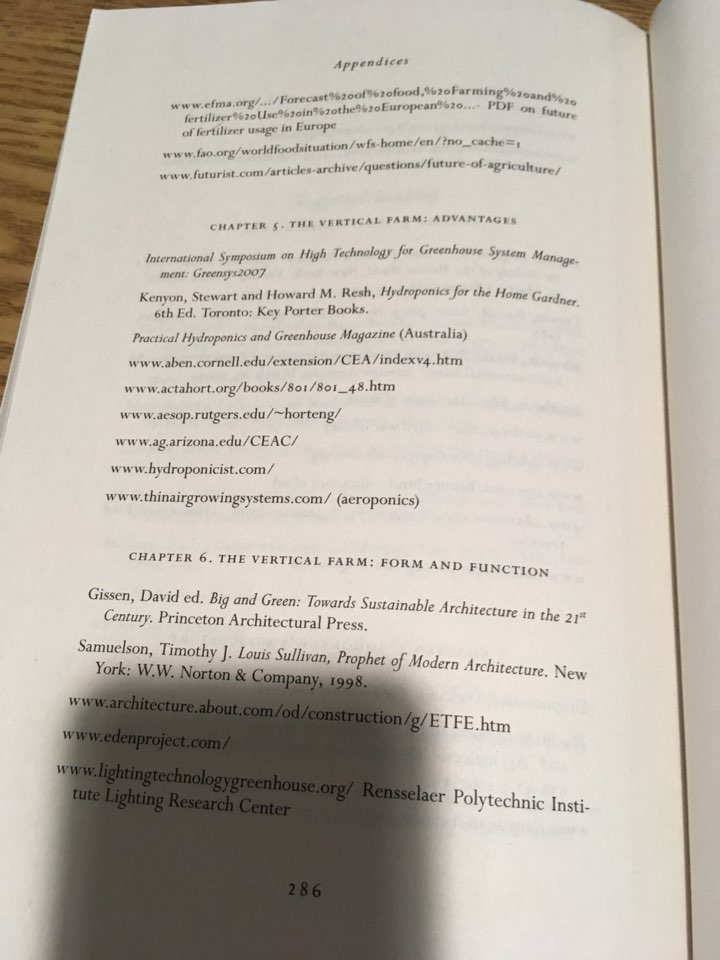 Appendices
www.efma.org/.../Forecast%20of%20food,%20Farming%20and%20
fertilizer%20Use%20in%20the%20European%20...- PDF on future
of fertilizer usage in Europe
www.fao.org/worldfoodsituation/wfs-home/en/?no_cache=1
www.futurist.com/articles-archive/questions/future-of-agriculture/
CHAPTER 5. THE VERTICAL FARM: ADVANTAGES
International Symposium on High Technology for Greenhouse System Manage-
ment: Greensys2007
Kenyon, Stewart and Howard M. Resh, Hydroponics for the Home Gardner.
6th Ed. Toronto: Key Porter Books.
Practical Hydroponics and Greenhouse Magazine (Australia)
www.aben.cornell.edu/extension/CEA/indexv4.htm
www.actahort.org/books/801/801_48.htm
www.aesop.rutgers.edu/~horteng/
www.ag.arizona.edu/CEAC/
www.hydroponicist.com/
www.thinairgrowingsystems.com/ (aeroponics)
CHAPTER 6. THE VERTICAL FARM: FORM AND FUNCTION
Gissen, David ed. Big and Green: Towards Sustainable Architecture in the 21st
Century. Princeton Architectural Press.
Samuelson, Timothy J. Louis Sullivan, Prophet of Modern Architecture. New
York: W.W. Norton & Company, 1998.
www.architecture.about.com/od/construction/g/ETFE.htm
www.edenproject.com/
www.lightingtechnologygreenhouse.org/ Rensselaer Polytechnic Insti-
tute Lighting Research Center
286